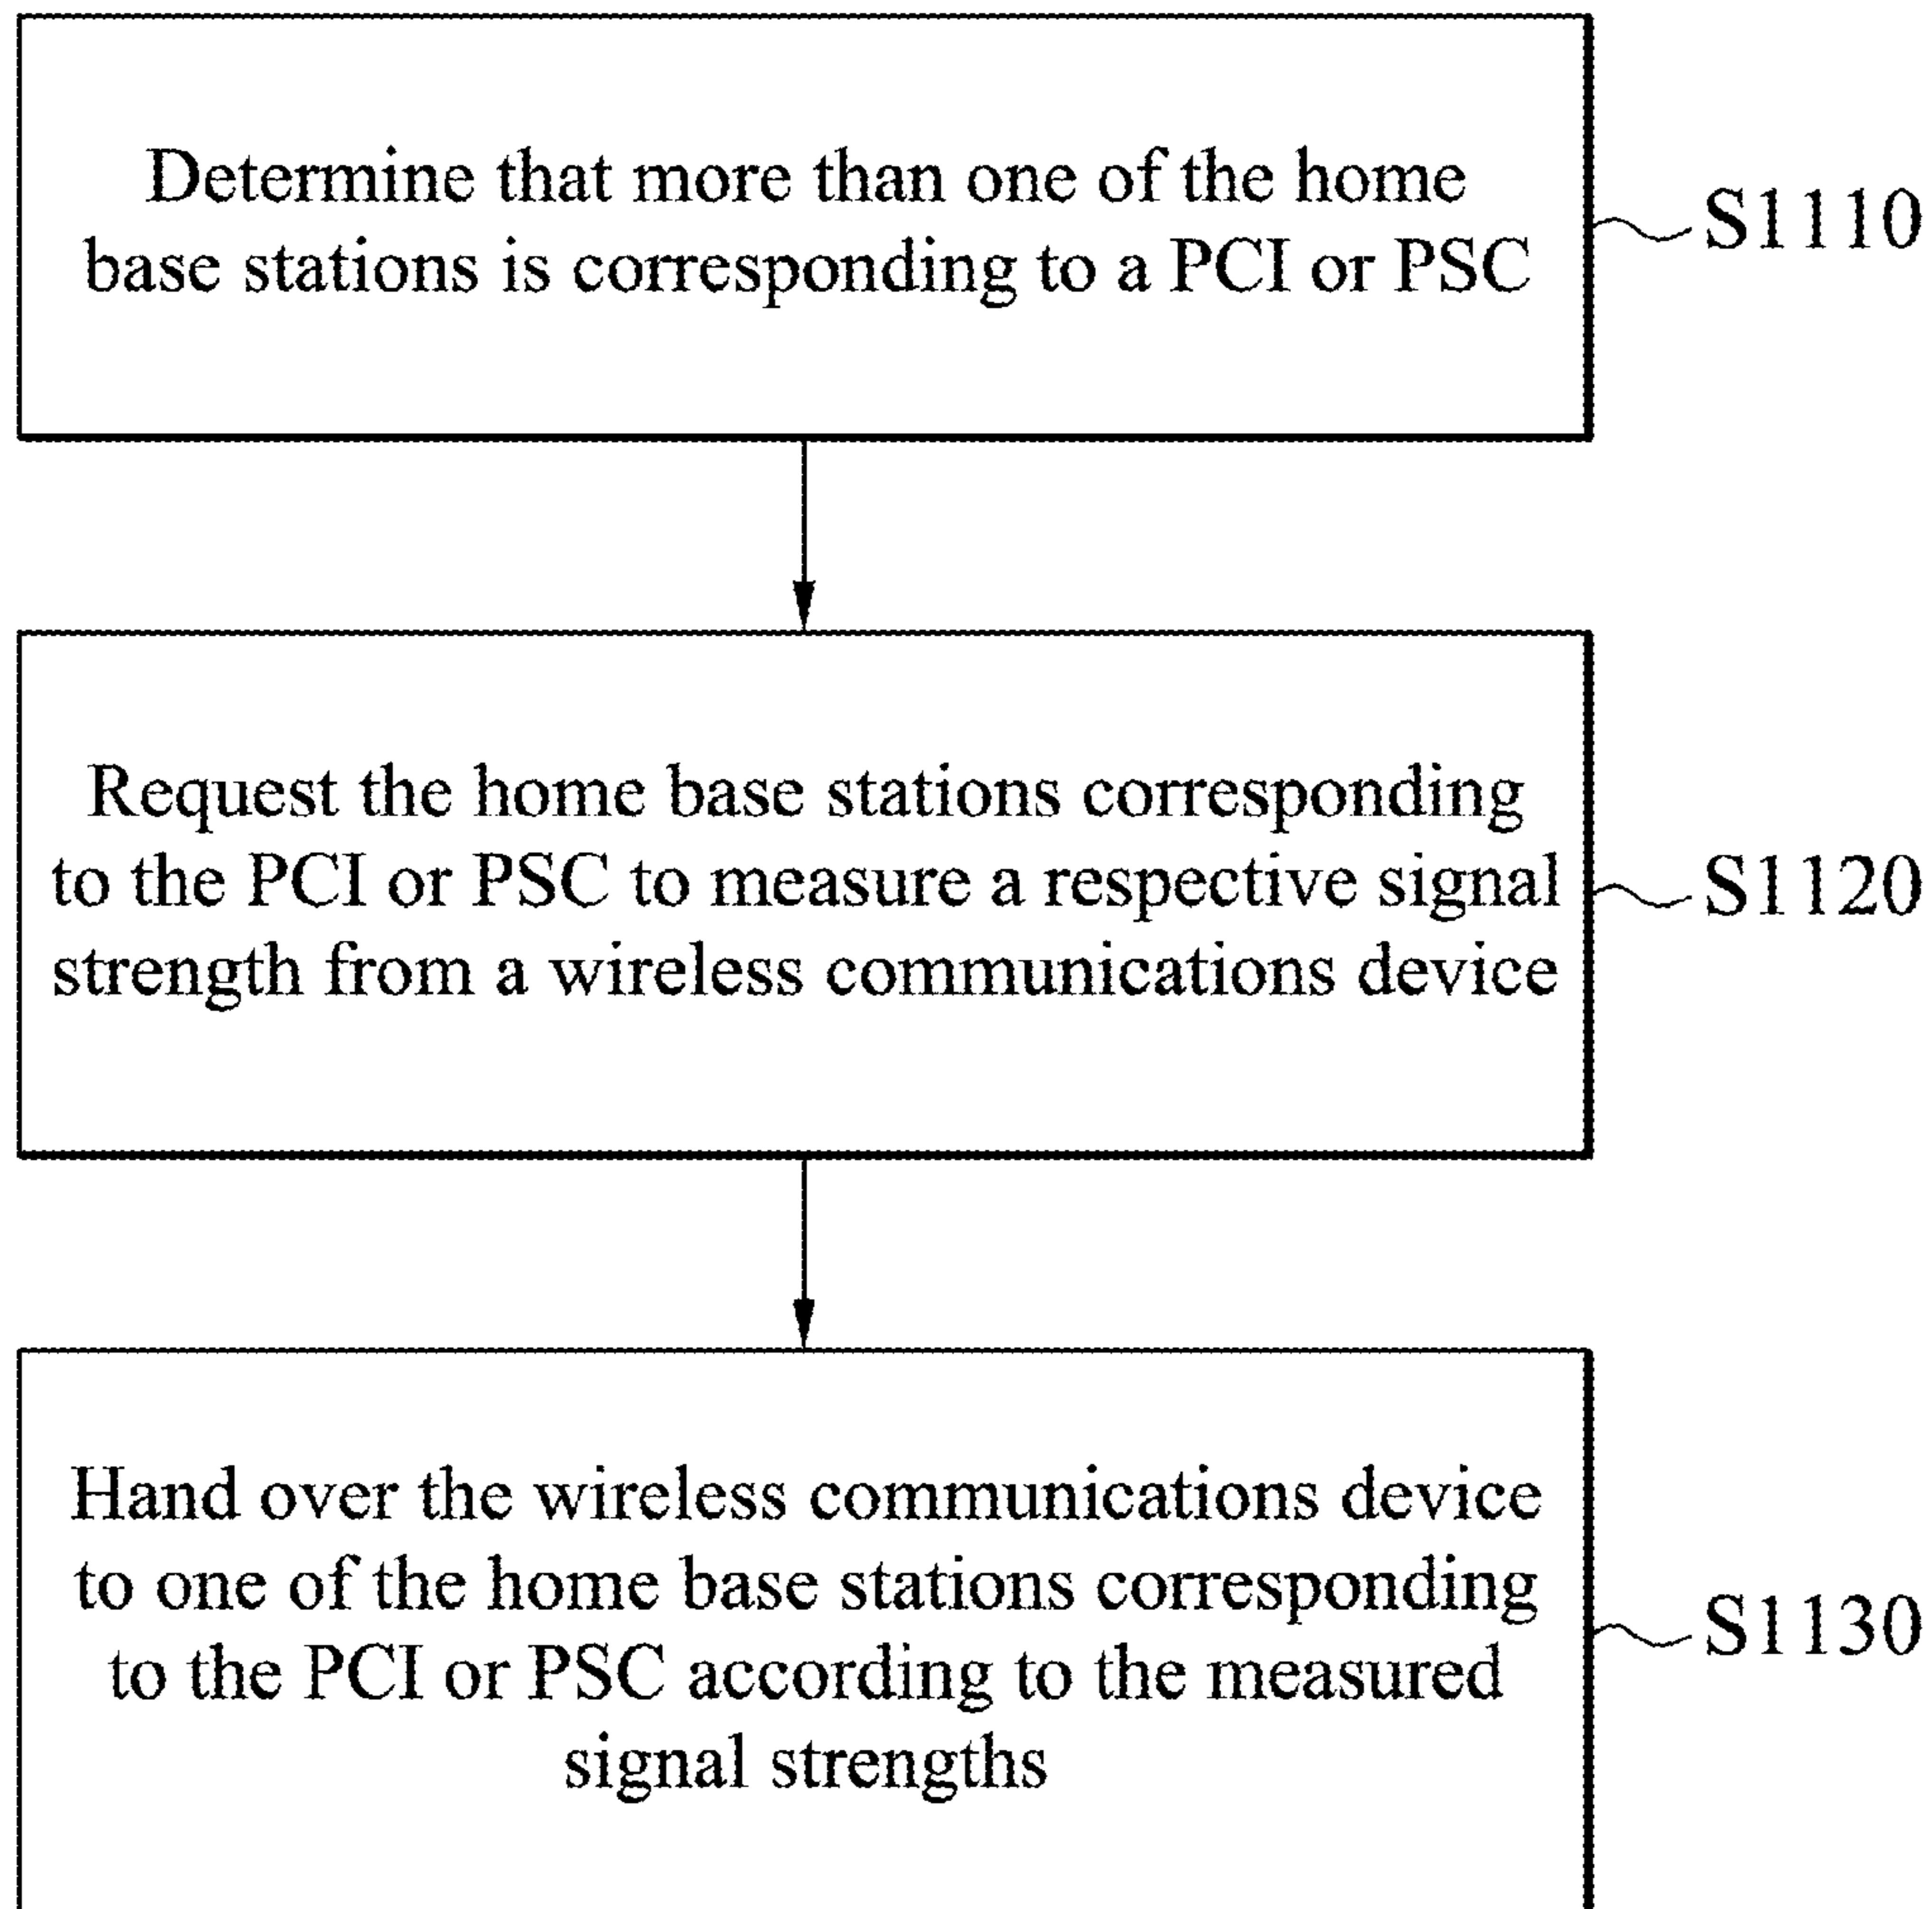 Determine that more than one of the home
base stations is corresponding to a PCI or PSC
S1110
Request the home base stations corresponding
to the PCI or PSC to measure a respective signal
strength from a wireless communications device
S1120
Hand over the wireless communications device
to one of the home base stations corresponding
to the PCI or PSC according to the measured
signal strengths
S1130